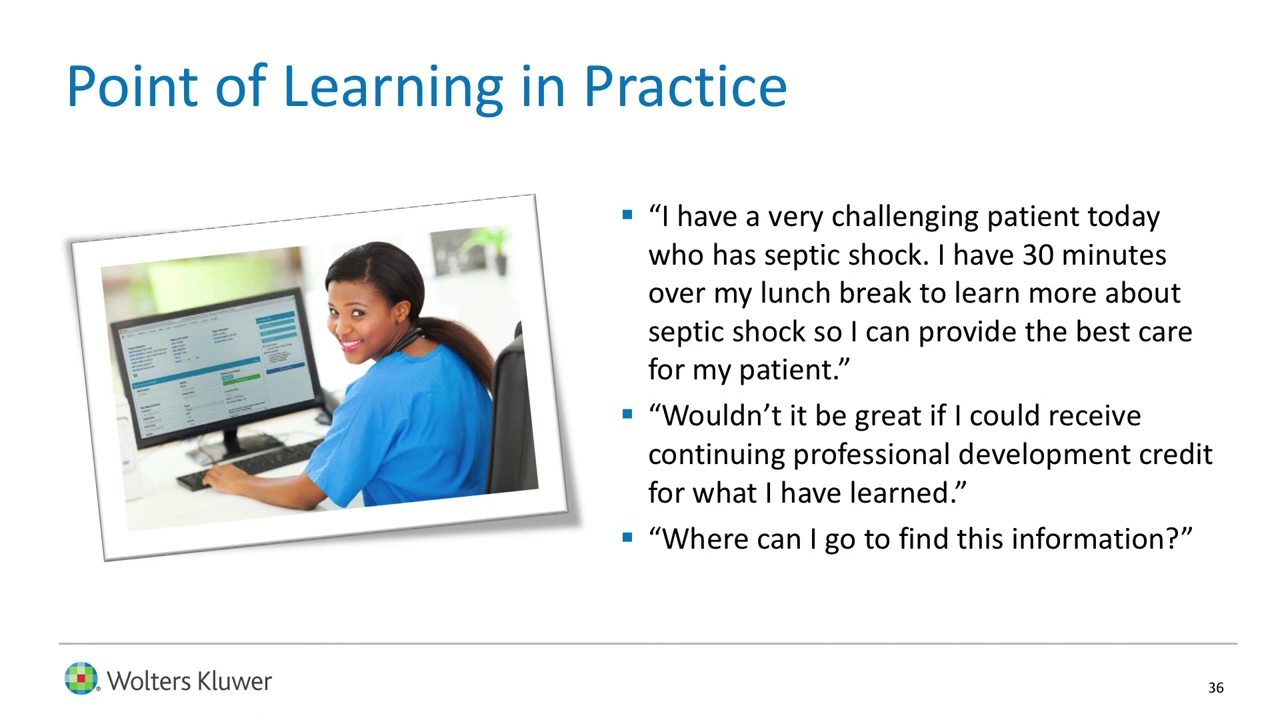 Point of Learning in Practice
▪ “I have a very challenging patient today
who has septic shock. I have 30 minutes
over my lunch break to learn more about
septic shock so I can provide the best care
for my patient.”
▪ “Wouldn’t it be great if I could receive
continuing professional development credit
for what I have learned.”
▪ “Where can I go to find this information?”
® Wolters Kluwer
36